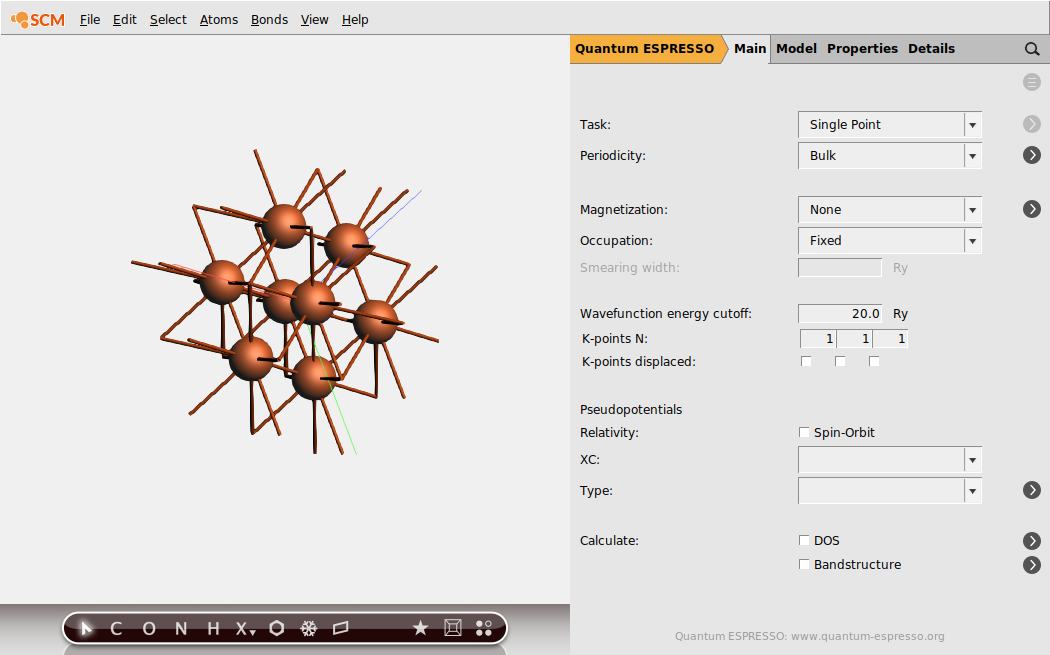 SCM File Edit Select Atoms Bonds View Help
Quantum ESPRESSO Main Model Properties Details
Task: Single Point
Periodicity: Bulk
Magnetization: None
Occupation: Fixed
Smearing width: Ry
Wavefunction energy cutoff: 20.0 Ry
K-points N: 1 1 1
K-points displaced:
Pseudopotentials
Relativity: Spin-Orbit
XC:
Type:
Calculate: DOS
Bandstructure
C O N H X
Quantum ESPRESSO: www.quantum-espresso.org